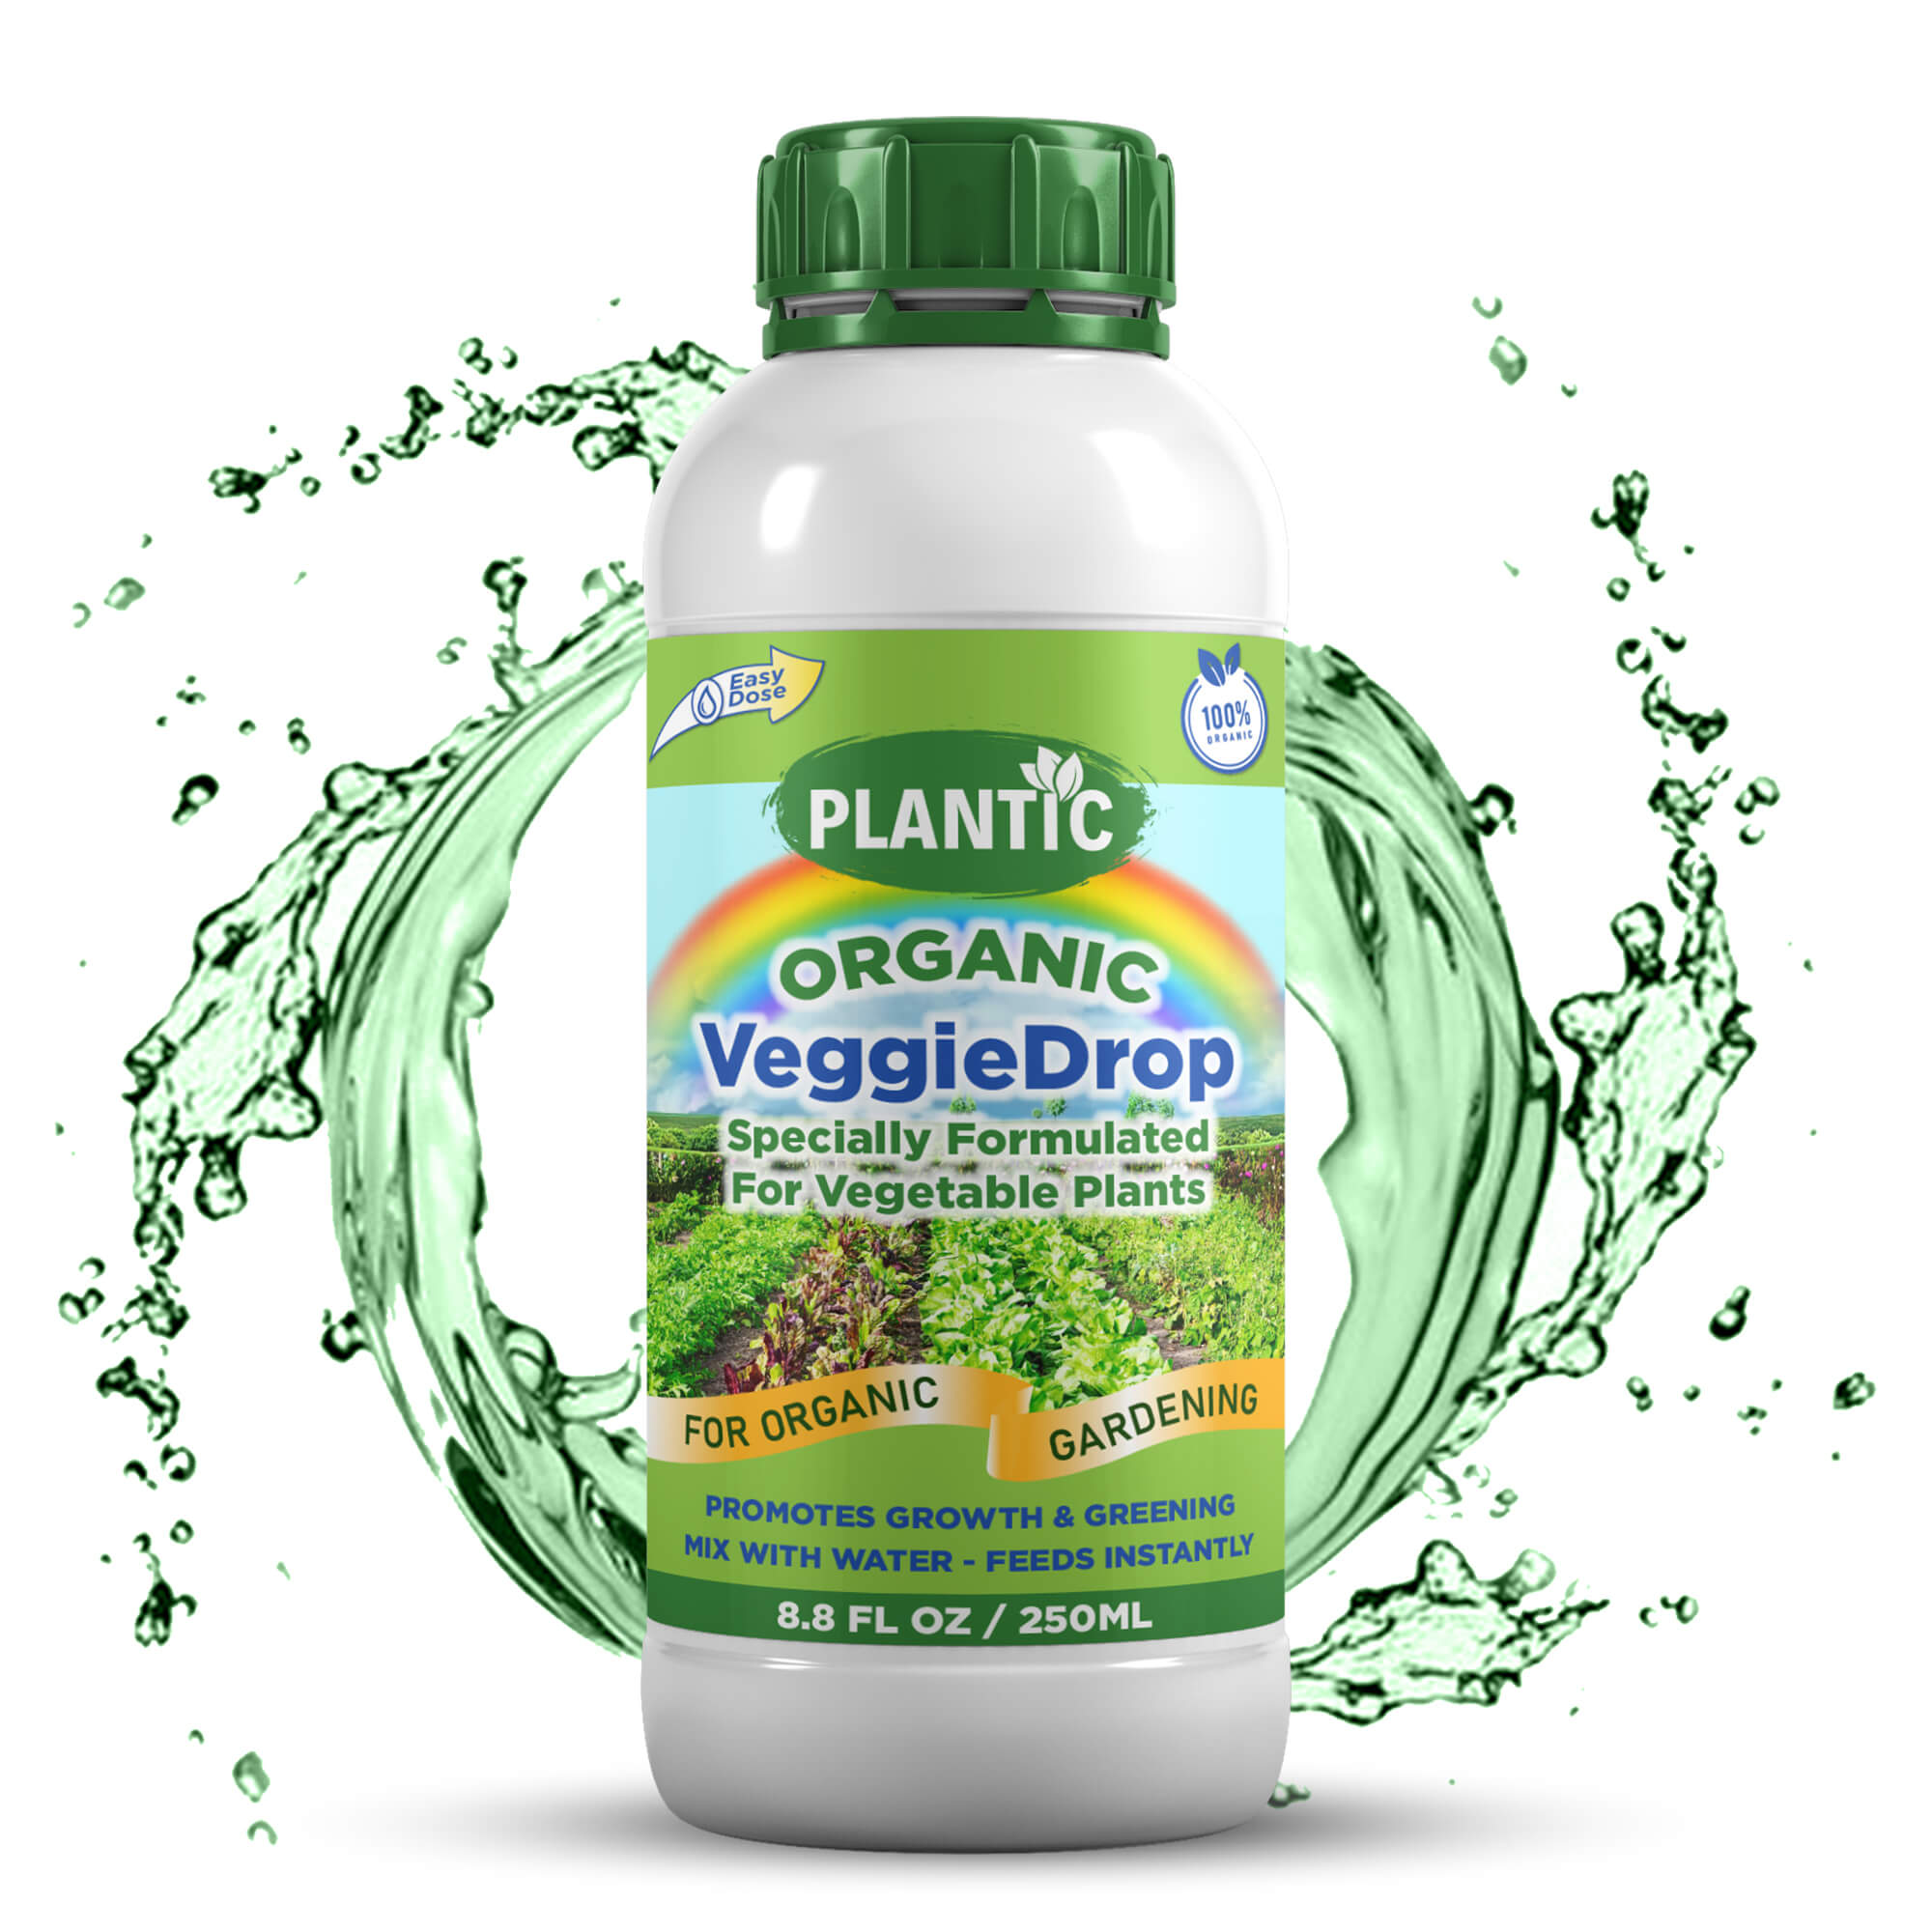 Easy
Dose
100%
ORGANIC
PLANTIC
ORGANIC
VeggieDrop
Specially Formulated
For Vegetable Plants
FOR ORGANIC GARDENING
PROMOTES GROWTH & GREENING
MIX WITH WATER - FEEDS INSTANTLY
8.8 FL OZ / 250ML